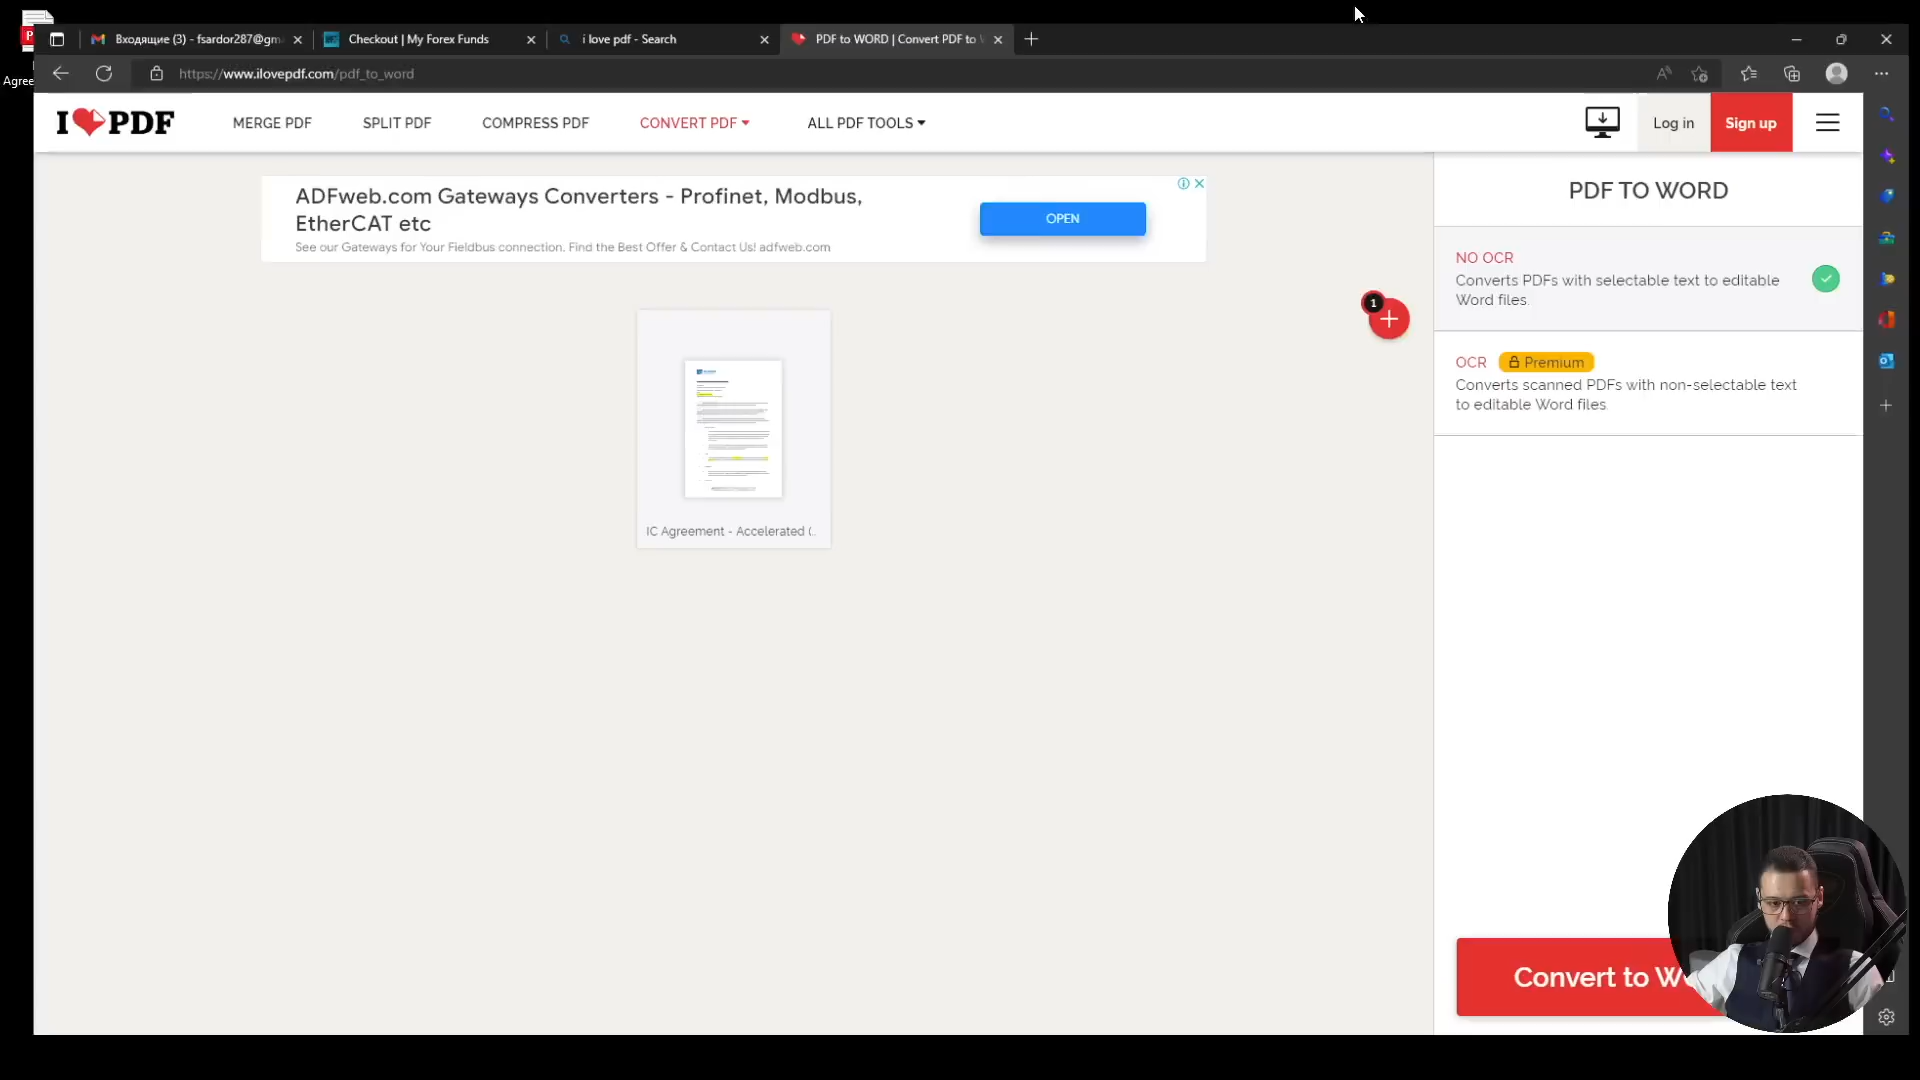 Agree
Входящие (3) - fsardor287@gm
Checkout | My Forex Funds
i love pdf - Search
PDF to WORD | Convert PDF to
https://www.ilovepdf.com/pdf_to_word
I PDF
MERGE PDF
SPLIT PDF
COMPRESS PDF
CONVERT PDF
ALL PDF TOOLS
Log in
Sign up
ADFweb.com Gateways Converters - Profinet, Modbus,
EtherCAT etc
See our Gateways for Your Fieldbus connection. Find the Best Offer & Contact Us! adfweb.com
OPEN
1
IC Agreement - Accelerated (..
PDF TO WORD
NO OCR
Converts PDFs with selectable text to editable
Word files.
OCR Premium
Converts scanned PDFs with non-selectable text
to editable Word files.
Convert to W